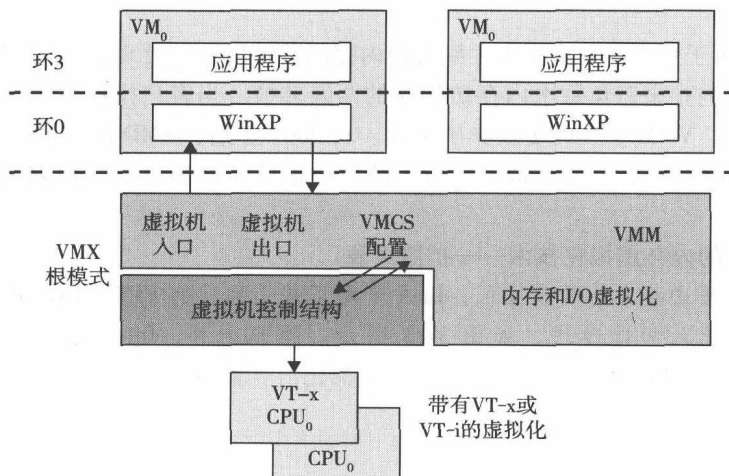 VM₀
VM₀
环3
应用程序
应用程序
环0
WinXP
WinXP
VMX
根模式
虚拟机
入口
虚拟机
出口
VMCS
配置
VMM
虚拟机控制结构
内存和I/O虚拟化
VT-x
CPU₀
CPU₀
带有VT-x或
VT-i的虚拟化